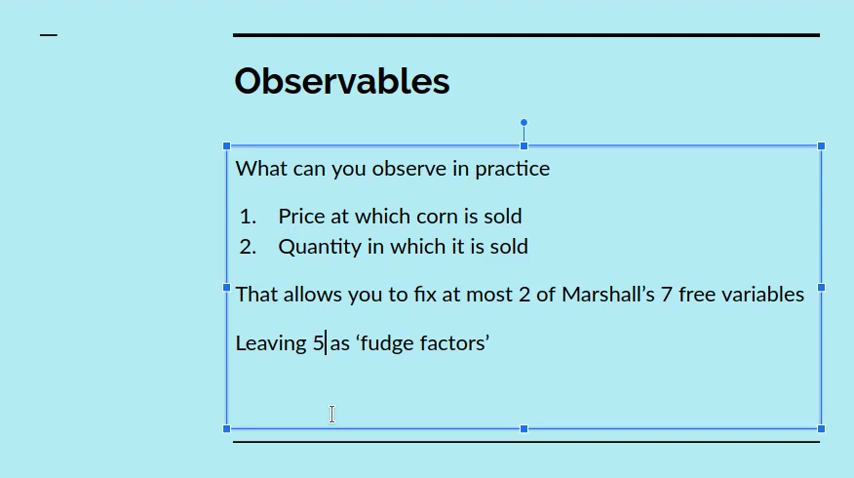 Observables
What can you observe in practice
1. Price at which corn is sold
2. Quantity in which it is sold
That allows you to fix at most 2 of Marshall’s 7 free variables
Leaving 5 as ‘fudge factors’